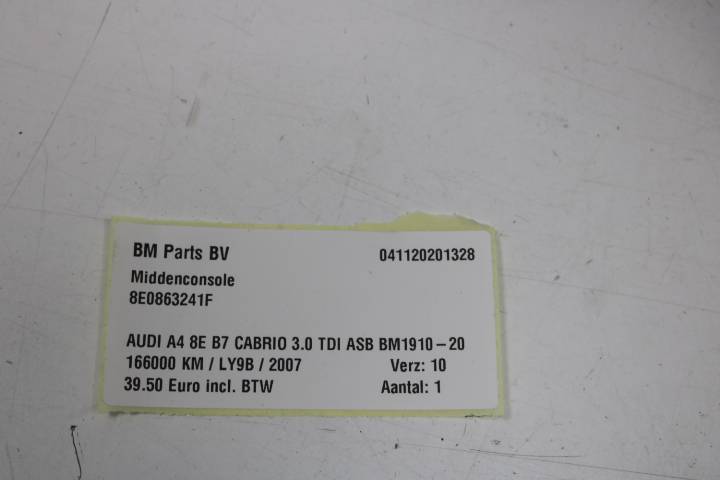 BM Parts BV 041120201328
Middenconsole
8E0863241F
AUDI A4 8E B7 CABRIO 3.0 TDI ASB BM1910-20
166000 KM / LY9B / 2007 Verz: 10
39.50 Euro incl. BTW Aantal: 1